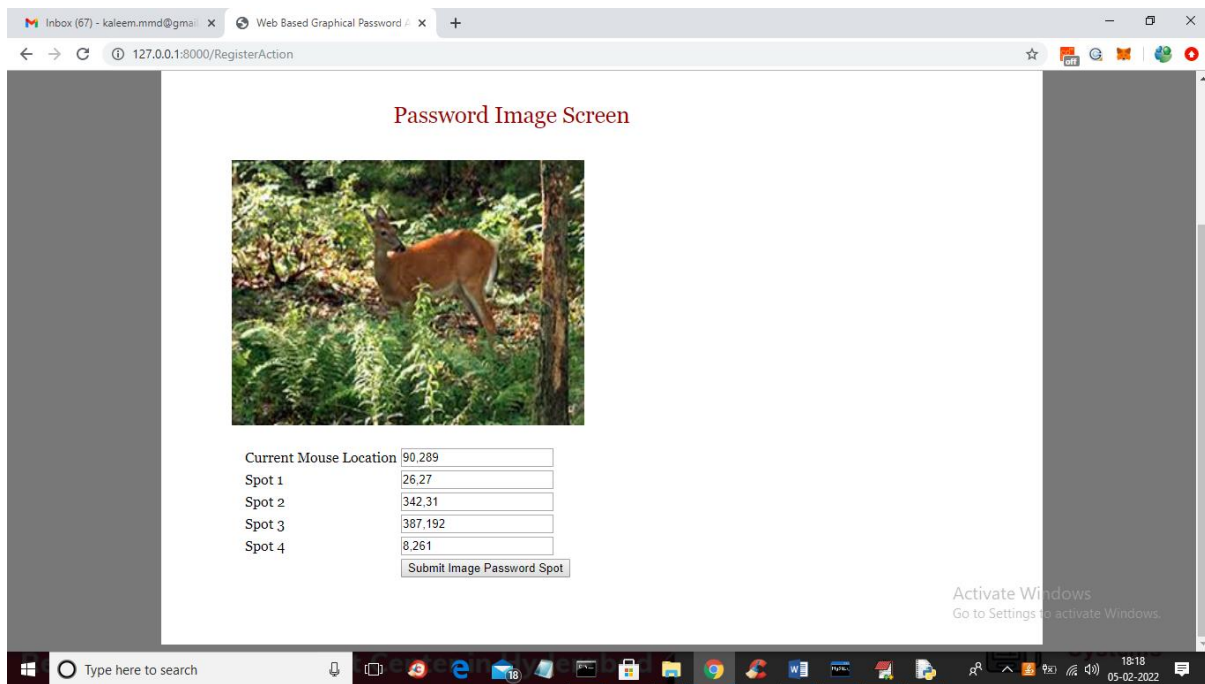 Inbox (67) - kaleem.mmd@gmail
Web Based Graphical Password A
127.0.0.1:8000/RegisterAction
off
Password Image Screen
Current Mouse Location 90,289
Spot 1 26,27
Spot 2 342,31
Spot 3 387,192
Spot 4 8,261
Submit Image Password Spot
Activate Windows
Go to Settings to activate Windows.
Type here to search
18
18:18
05-02-2022